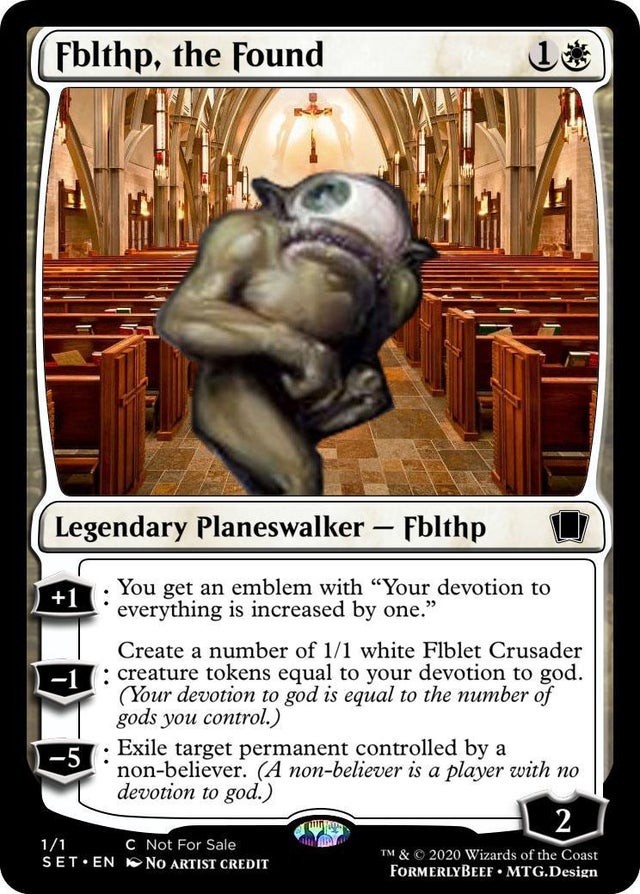 Fblthp, the Found 1
Legendary Planeswalker — Fblthp
+1 : You get an emblem with “Your devotion to
everything is increased by one.”
Create a number of 1/1 white Flblet Crusader
−1 : creature tokens equal to your devotion to god.
(Your devotion to god is equal to the number of
gods you control.)
−5 : Exile target permanent controlled by a
non-believer. (A non-believer is a player with no
devotion to god.)
2
1/1 C Not For Sale
SET • EN No artist credit
™ & © 2020 Wizards of the Coast
FormerlyBeef • MTG.Design